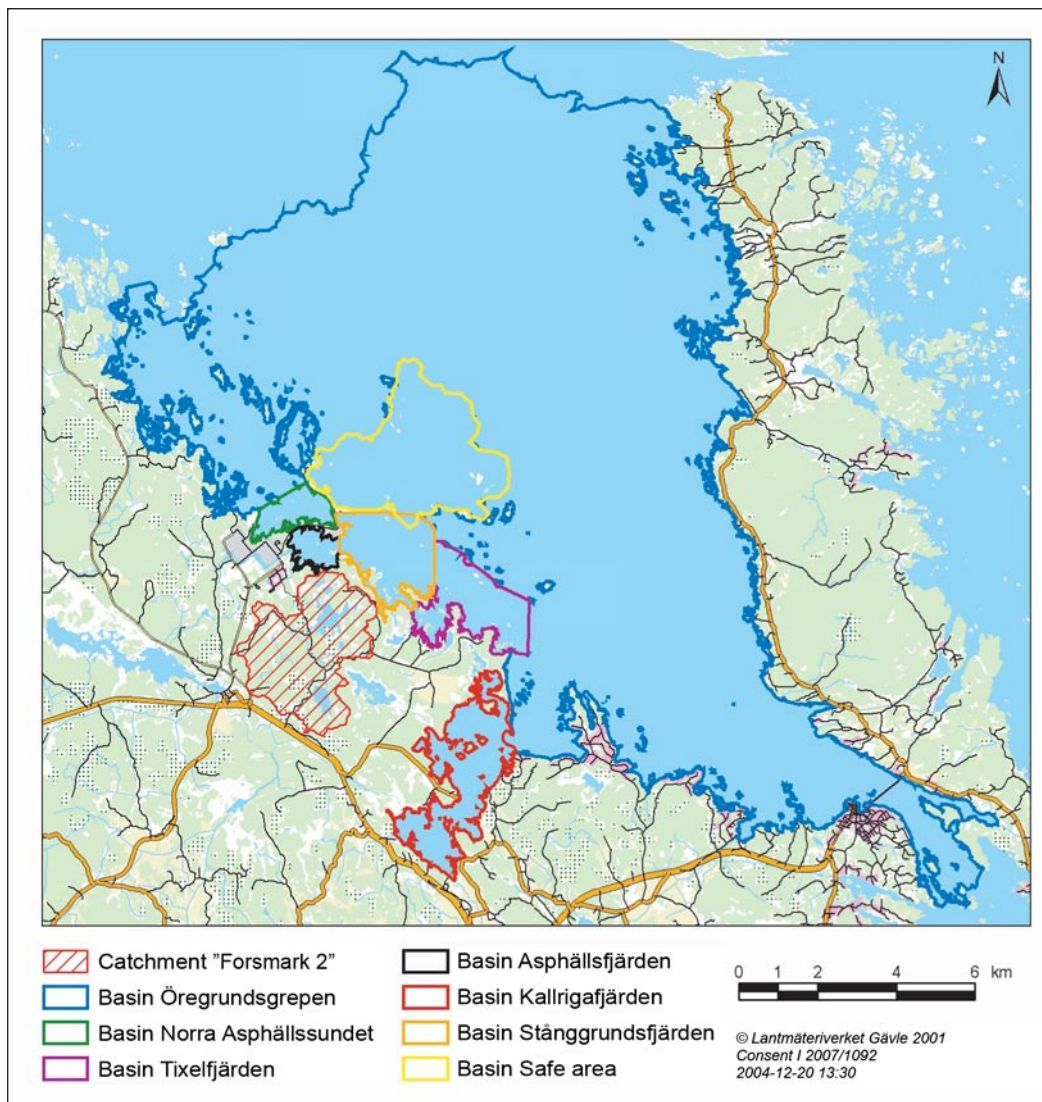 N
Catchment "Forsmark 2"
Basin Öregrundsgrepen
Basin Norra Asphällssundet
Basin Tixelfjärden
Basin Asphällsfjärden
Basin Kallrigafjärden
Basin Stånggrundsfjärden
Basin Safe area
0 1 2 4 6 km
© Lantmäteriverket Gävle 2001
Consent I 2007/1092
2004-12-20 13:30